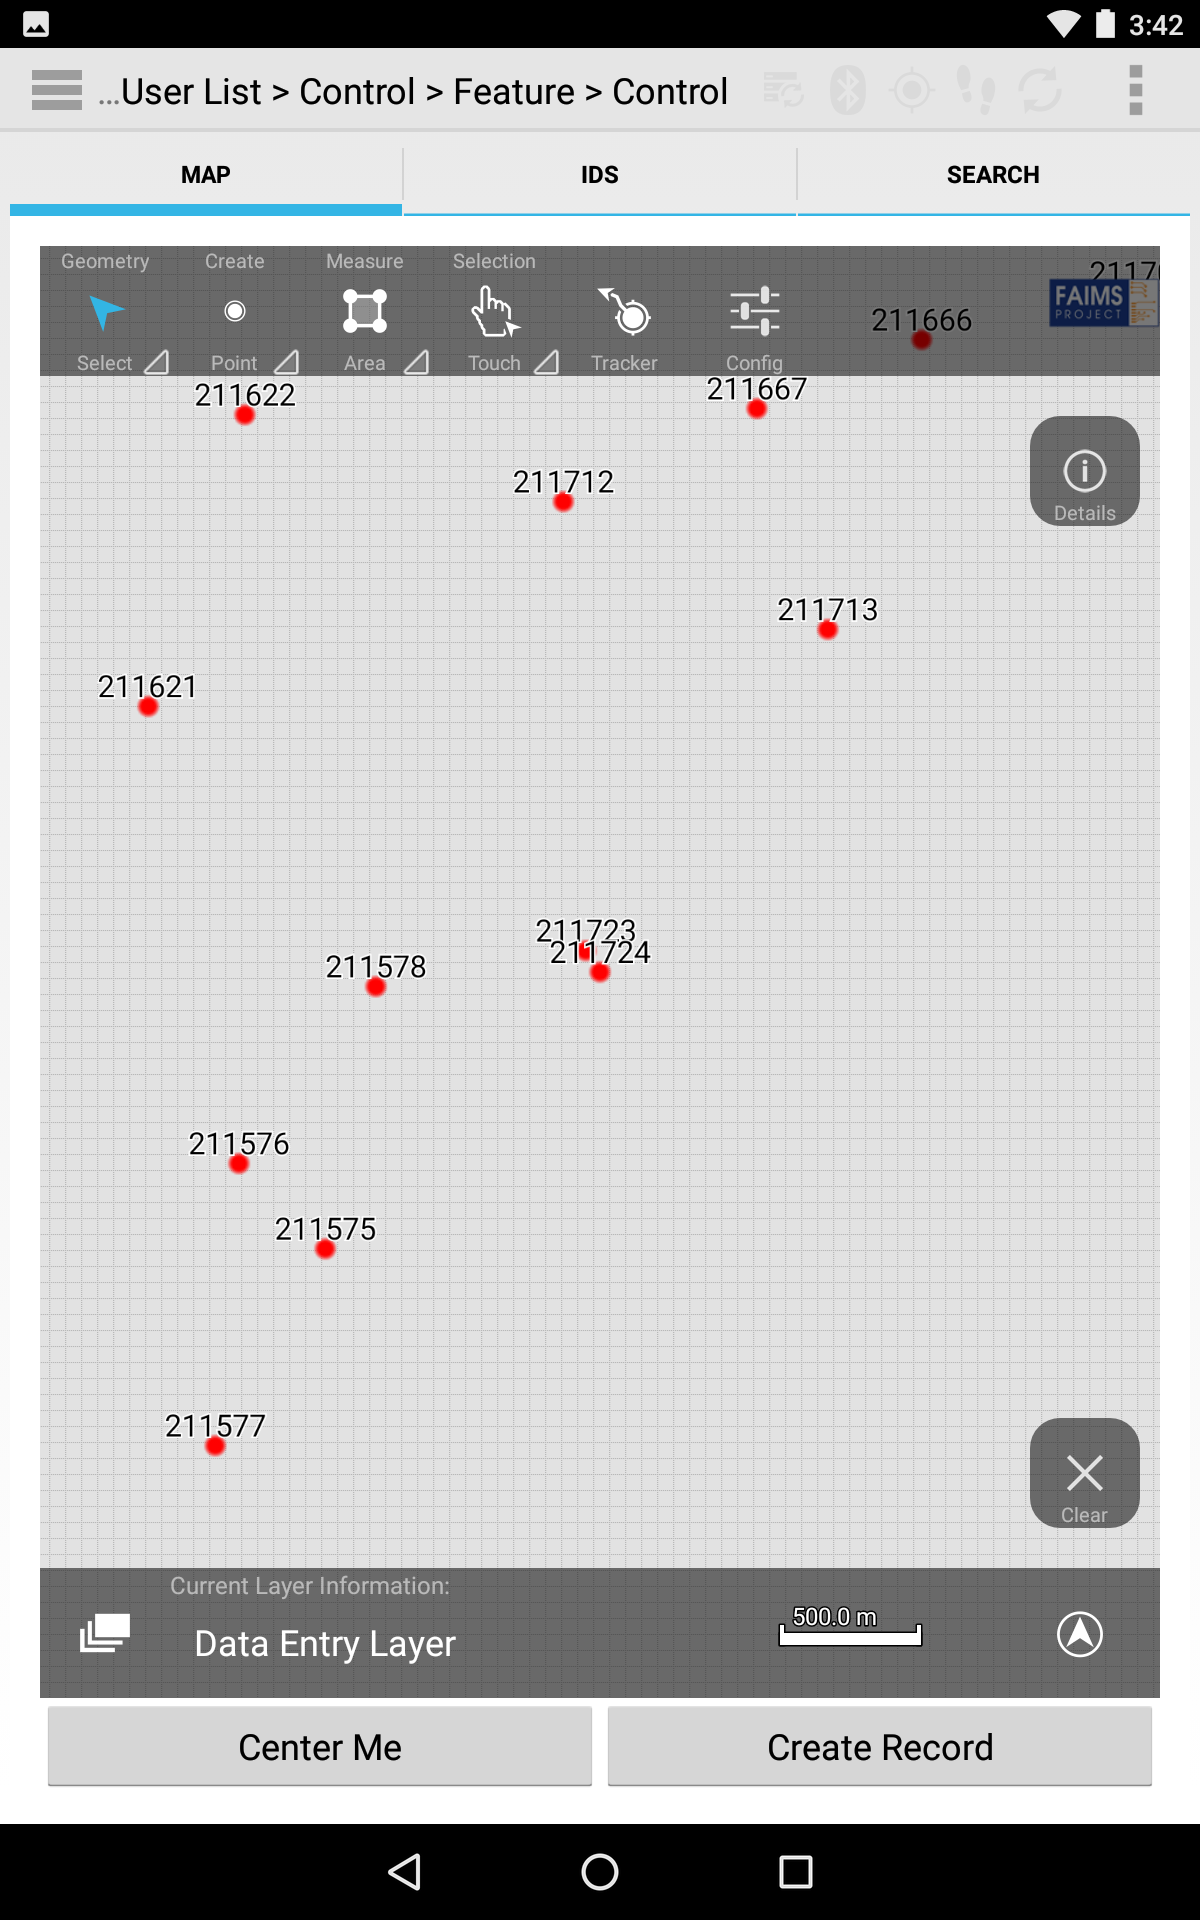 3:42
...User List > Control > Feature > Control
MAP IDS SEARCH
Geometry Create Measure Selection
Select Point Area Touch Tracker Config
FAIMS
PROJECT
211666
211622
211667
211712
Details
211713
211621
211723
211724
211578
211576
211575
211577
Clear
Current Layer Information:
Data Entry Layer
500.0 m
Center Me Create Record